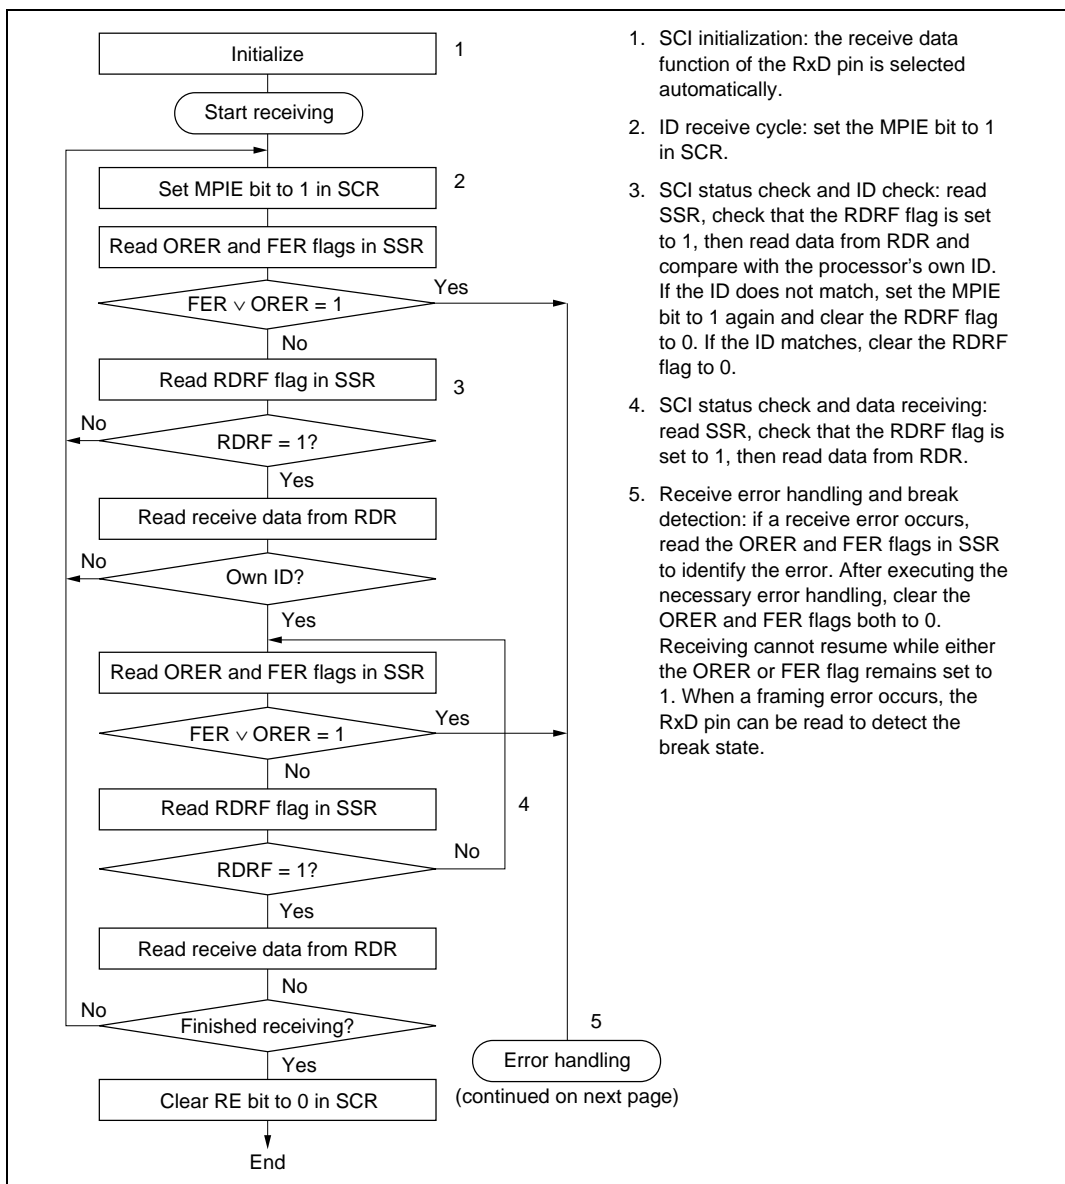 Initialize
1
Start receiving
Set MPIE bit to 1 in SCR
2
Read ORER and FER flags in SSR
FER ∨ ORER = 1
Yes
No
Read RDRF flag in SSR
3
No
RDRF = 1?
Yes
Read receive data from RDR
No
Own ID?
Yes
Read ORER and FER flags in SSR
FER ∨ ORER = 1
Yes
No
Read RDRF flag in SSR
4
RDRF = 1?
No
Yes
Read receive data from RDR
No
No
Finished receiving?
Yes
Clear RE bit to 0 in SCR
End
5
Error handling
(continued on next page)
1. SCI initialization: the receive data
function of the RxD pin is selected
automatically.
2. ID receive cycle: set the MPIE bit to 1
in SCR.
3. SCI status check and ID check: read
SSR, check that the RDRF flag is set
to 1, then read data from RDR and
compare with the processor's own ID.
If the ID does not match, set the MPIE
bit to 1 again and clear the RDRF flag
to 0. If the ID matches, clear the RDRF
flag to 0.
4. SCI status check and data receiving:
read SSR, check that the RDRF flag is
set to 1, then read data from RDR.
5. Receive error handling and break
detection: if a receive error occurs,
read the ORER and FER flags in SSR
to identify the error. After executing the
necessary error handling, clear the
ORER and FER flags both to 0.
Receiving cannot resume while either
the ORER or FER flag remains set to
1. When a framing error occurs, the
RxD pin can be read to detect the
break state.